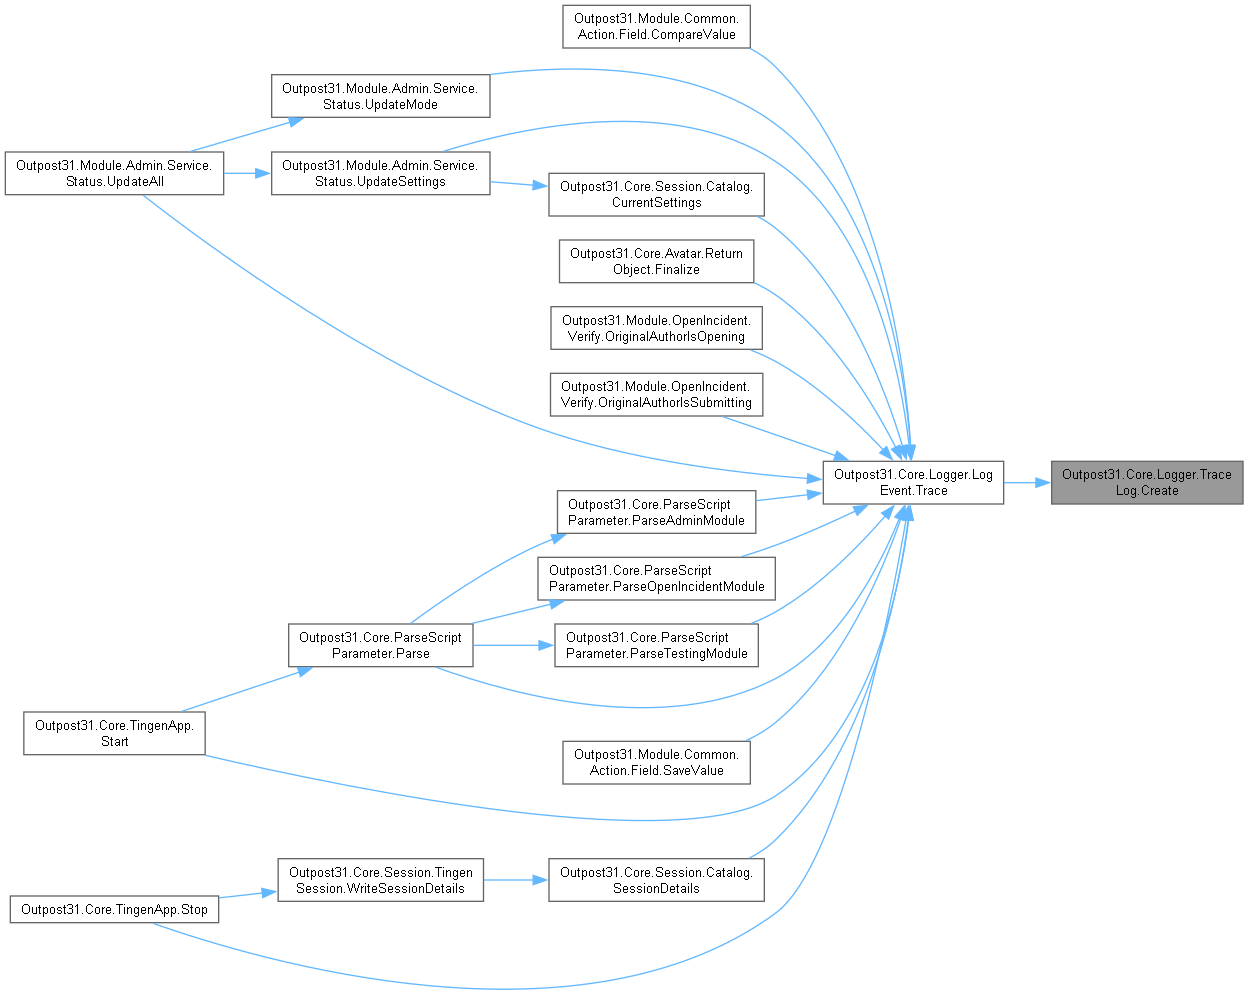 Outpost31.Module.Common.
Action.Field.CompareValue
Outpost31.Module.Admin.Service.
Status.UpdateMode
Outpost31.Module.Admin.Service.
Status.UpdateAll
Outpost31.Module.Admin.Service.
Status.UpdateSettings
Outpost31.Core.Session.Catalog.
CurrentSettings
Outpost31.Core.Avatar.Return
Object.Finalize
Outpost31.Module.OpenIncident.
Verify.OriginalAuthorIsOpening
Outpost31.Module.OpenIncident.
Verify.OriginalAuthorIsSubmitting
Outpost31.Core.Logger.Log
Event.Trace
Outpost31.Core.Logger.Trace
Log.Create
Outpost31.Core.ParseScript
Parameter.ParseAdminModule
Outpost31.Core.ParseScript
Parameter.ParseOpenIncidentModule
Outpost31.Core.ParseScript
Parameter.Parse
Outpost31.Core.ParseScript
Parameter.ParseTestingModule
Outpost31.Core.TingenApp.
Start
Outpost31.Module.Common.
Action.Field.SaveValue
Outpost31.Core.Session.Tingen
Session.WriteSessionDetails
Outpost31.Core.Session.Catalog.
SessionDetails
Outpost31.Core.TingenApp.Stop